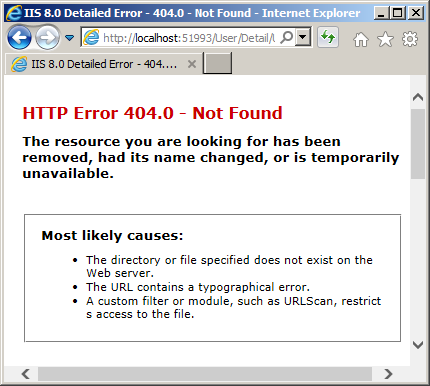 IIS 8.0 Detailed Error - 404.0 - Not Found - Internet Explorer
http://localhost:51993/User/Detail/
IIS 8.0 Detailed Error - 404....
HTTP Error 404.0 - Not Found
The resource you are looking for has been
removed, had its name changed, or is temporarily
unavailable.
Most likely causes:
• The directory or file specified does not exist on the
Web server.
• The URL contains a typographical error.
• A custom filter or module, such as URLScan, restrict
s access to the file.